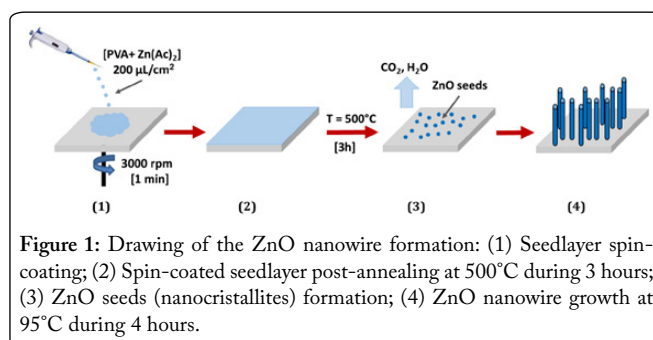 [PVA+ Zn(Ac)₂]
200 µL/cm²
3000 rpm
[1 min]
T = 500°C
[3h]
CO₂, H₂O
ZnO seeds
(1)
(2)
(3)
(4)
Figure 1: Drawing of the ZnO nanowire formation: (1) Seedlayer spin-
coating; (2) Spin-coated seedlayer post-annealing at 500°C during 3 hours;
(3) ZnO seeds (nanocristallites) formation; (4) ZnO nanowire growth at
95°C during 4 hours.